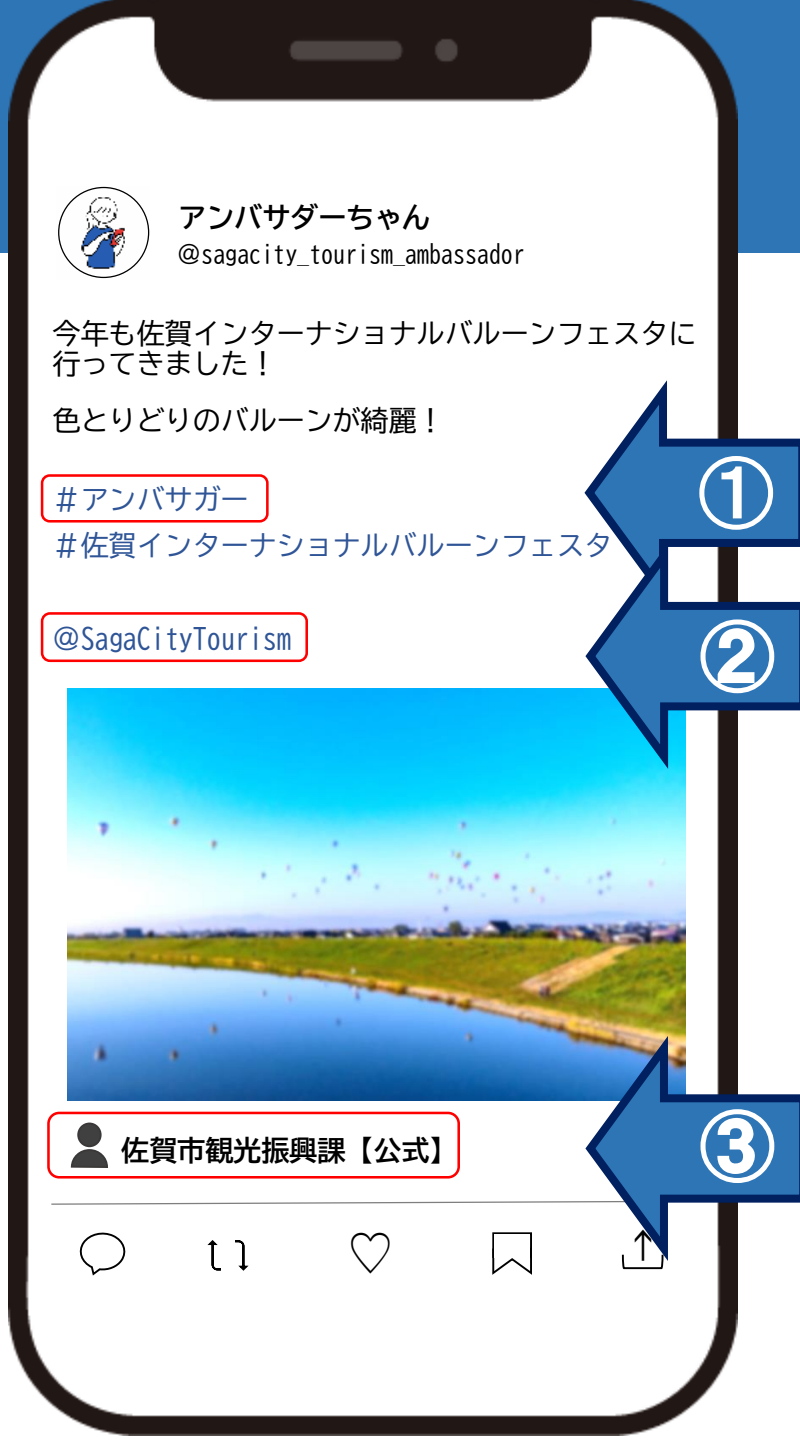 アンバサダーちゃん
@sagacity_tourism_ambassador
今年も佐賀インターナショナルバルーンフェスタに
行ってきました！
色とりどりのバルーンが綺麗！
#アンバサガー
①
#佐賀インターナショナルバルーンフェスタ
@SagaCityTourism
②
佐賀市観光振興課【公式】
③